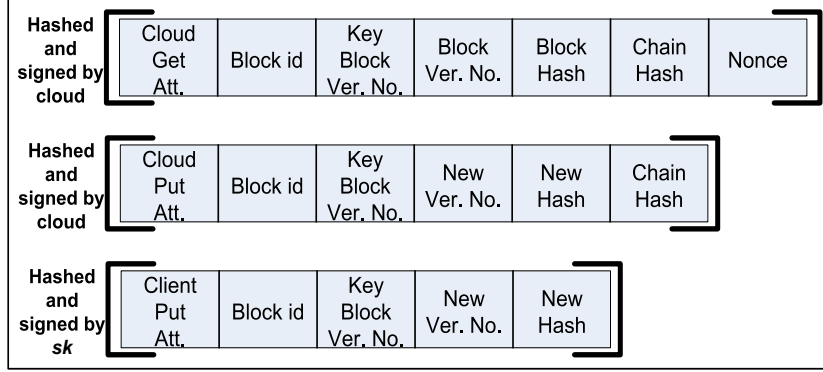 Hashed
and
signed by
cloud
Cloud
Get
Att.
Block id
Key
Block
Ver. No.
Block
Ver. No.
Block
Hash
Chain
Hash
Nonce
Hashed
and
signed by
cloud
Cloud
Put
Att.
Block id
Key
Block
Ver. No.
New
Ver. No.
New
Hash
Chain
Hash
Hashed
and
signed by
sk
Client
Put
Att.
Block id
Key
Block
Ver. No.
New
Ver. No.
New
Hash